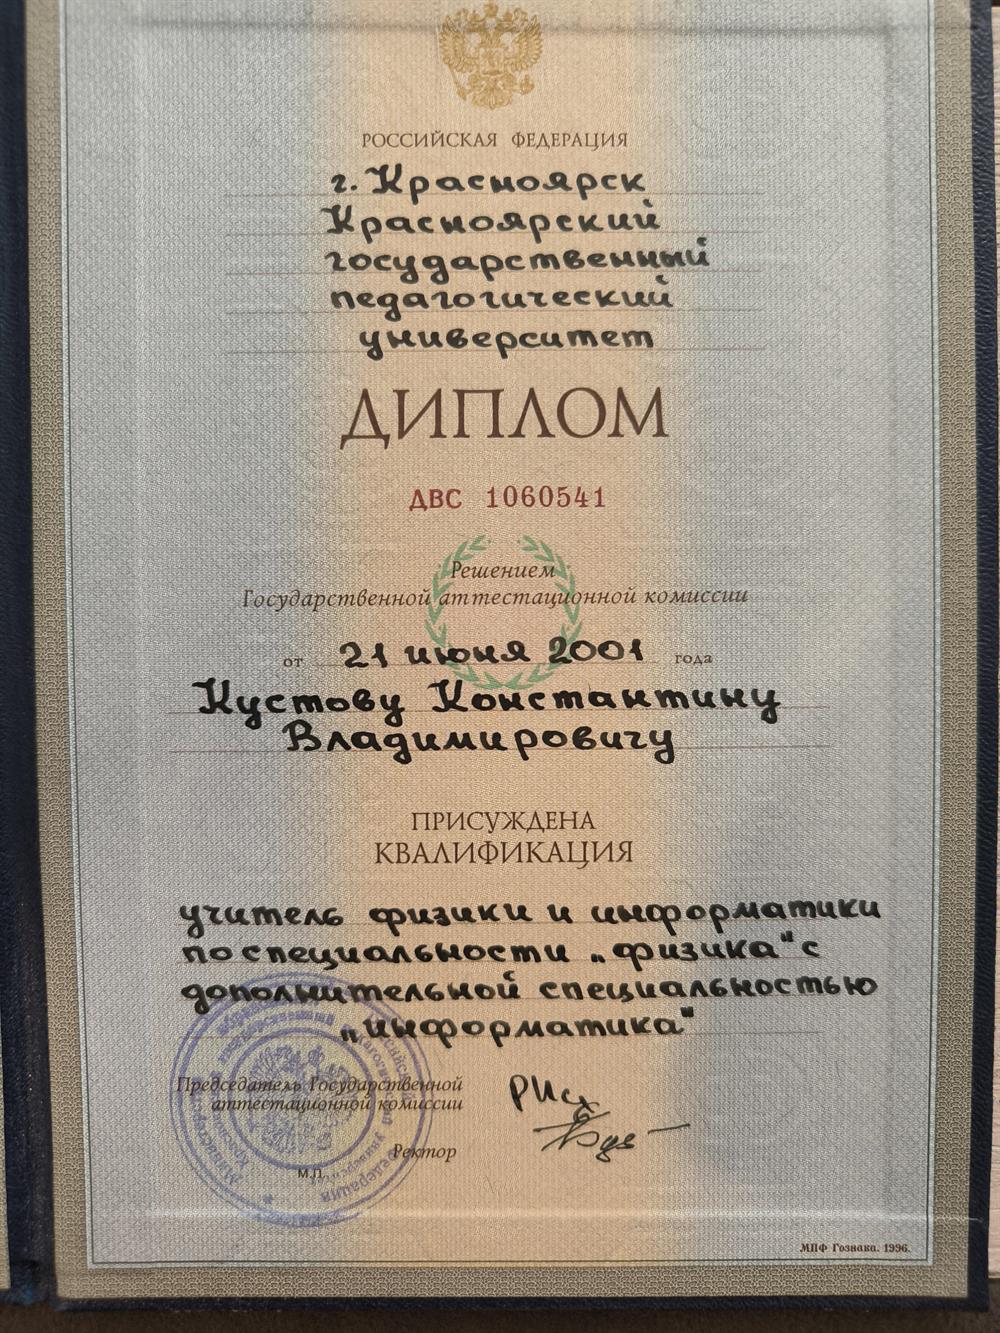 РОССИЙСКАЯ ФЕДЕРАЦИЯ
г. Красноярск
Красноярский
государственный
педагогический
университет
ДИПЛОМ
ДВС 1060541
Решением
Государственной аттестационной комиссии
от 21 июня 2001 года
Кустову Константину
Владимировичу
ПРИСУЖДЕНА
КВАЛИФИКАЦИЯ
учитель физики и информатики
по специальности „физика" с
дополнительной специальностью
„информатика"
Председатель Государственной
аттестационной комиссии
Ректор
м.п.
МПФ Гознака. 1996.